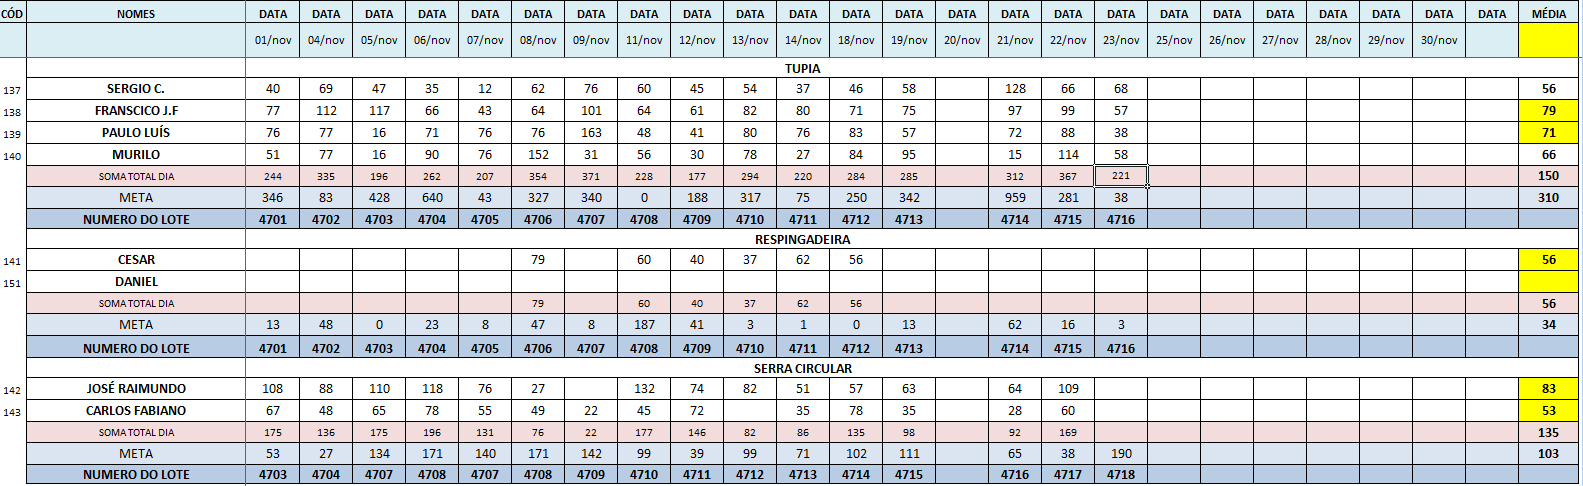 CÓD NOMES DATA DATA DATA DATA DATA DATA DATA DATA DATA DATA DATA DATA DATA DATA DATA DATA DATA DATA DATA DATA DATA DATA DATA DATA MÉDIA
01/nov 04/nov 05/nov 06/nov 07/nov 08/nov 09/nov 11/nov 12/nov 13/nov 14/nov 18/nov 19/nov 20/nov 21/nov 22/nov 23/nov 25/nov 26/nov 27/nov 28/nov 29/nov 30/nov
TUPIA
137 SERGIO C. 40 69 47 35 12 62 76 60 45 54 37 46 58 128 66 68 56
138 FRANSCICO J.F 77 112 117 66 43 64 101 64 61 82 80 71 75 97 99 57 79
139 PAULO LUÍS 76 77 16 71 76 76 163 48 41 80 76 83 57 72 88 38 71
140 MURILO 51 77 16 90 76 152 31 56 30 78 27 84 95 15 114 58 66
SOMA TOTAL DIA 244 335 196 262 207 354 371 228 177 294 220 284 285 312 367 221 150
META 346 83 428 640 43 327 340 0 188 317 75 250 342 959 281 38 310
NUMERO DO LOTE 4701 4702 4703 4704 4705 4706 4707 4708 4709 4710 4711 4712 4713 4714 4715 4716
RESPINGADEIRA
141 CESAR 79 60 40 37 62 56 56
151 DANIEL
SOMA TOTAL DIA 79 60 40 37 62 56 56
META 13 48 0 23 8 47 8 187 41 3 1 0 13 62 16 3 34
NUMERO DO LOTE 4701 4702 4703 4704 4705 4706 4707 4708 4709 4710 4711 4712 4713 4714 4715 4716
SERRA CIRCULAR
142 JOSÉ RAIMUNDO 108 88 110 118 76 27 132 74 82 51 57 63 64 109 83
143 CARLOS FABIANO 67 48 65 78 55 49 22 45 72 35 78 35 28 60 53
SOMA TOTAL DIA 175 136 175 196 131 76 22 177 146 82 86 135 98 92 169 135
META 53 27 134 171 140 171 142 99 39 99 71 102 111 65 38 190 103
NUMERO DO LOTE 4703 4704 4707 4708 4707 4708 4709 4710 4711 4712 4713 4714 4715 4716 4717 4718